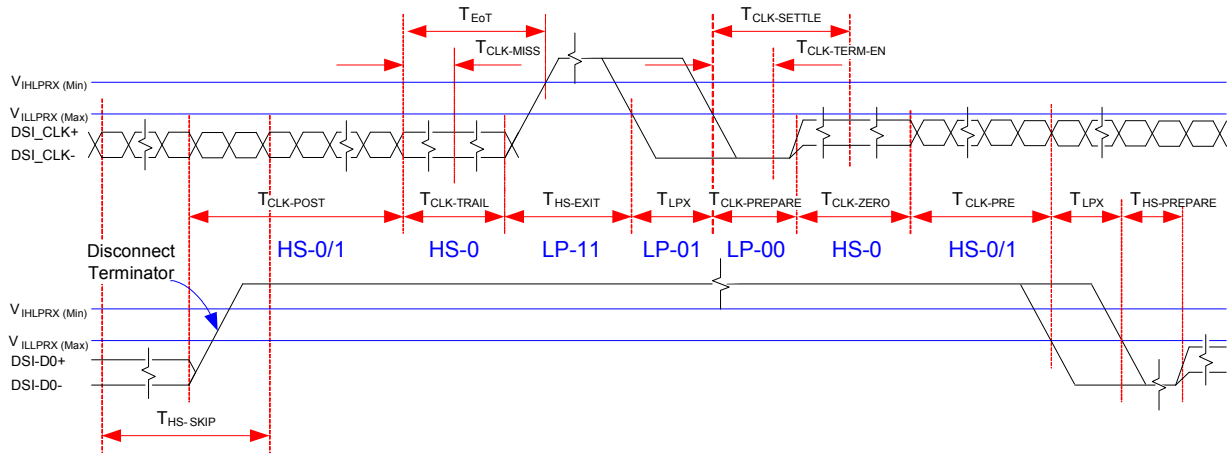 TEoT
TCLK-SETTLE
TCLK-MISS
TCLK-TERM-EN
VIHLPRX (Min)
VILLPRX (Max)
DSI_CLK+
DSI_CLK-
TCLK-POST
TCLK-TRAIL
THS-EXIT
TLPX
TCLK-PREPARE
TCLK-ZERO
TCLK-PRE
TLPX
THS-PREPARE
HS-0/1
HS-0
LP-11
LP-01
LP-00
HS-0
HS-0/1
Disconnect
Terminator
VIHLPRX (Min)
VILLPRX (Max)
DSI-D0+
DSI-D0-
THS-SKIP